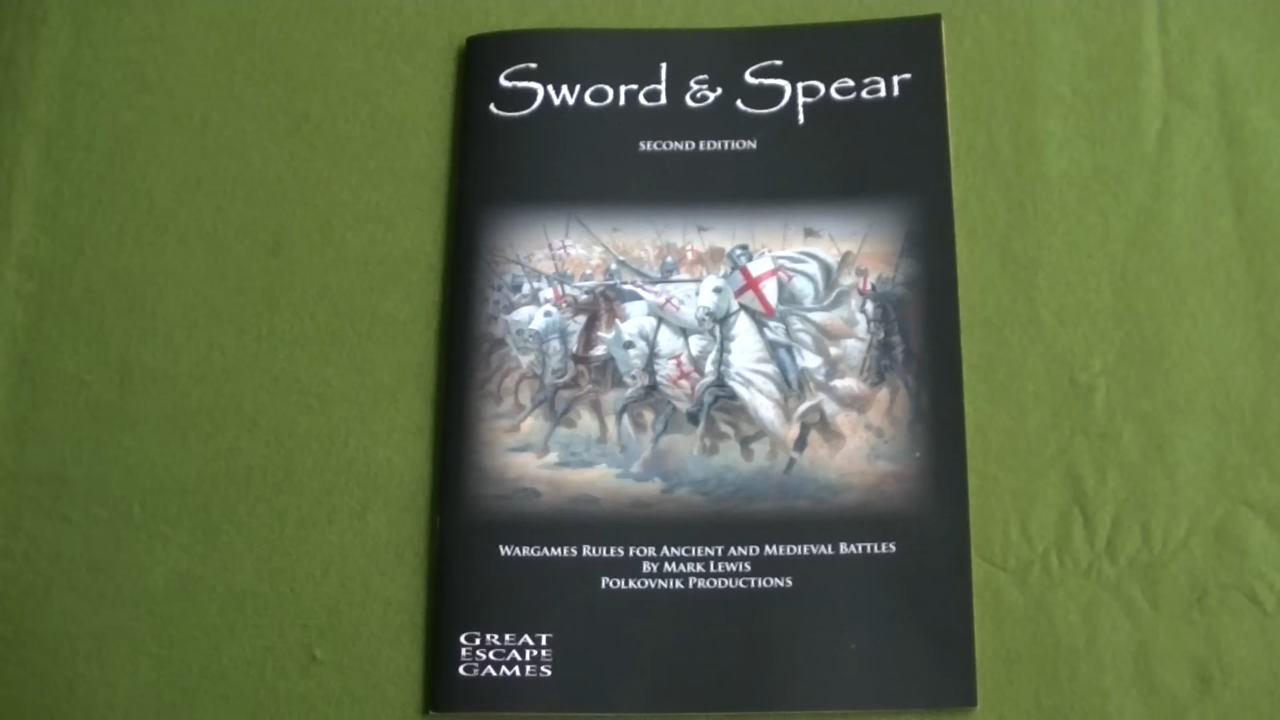 Sword & Spear
SECOND EDITION
WARGAMES RULES FOR ANCIENT AND MEDIEVAL BATTLES
BY MARK LEWIS
POLKOVNIK PRODUCTIONS
GREAT
ESCAPE
GAMES